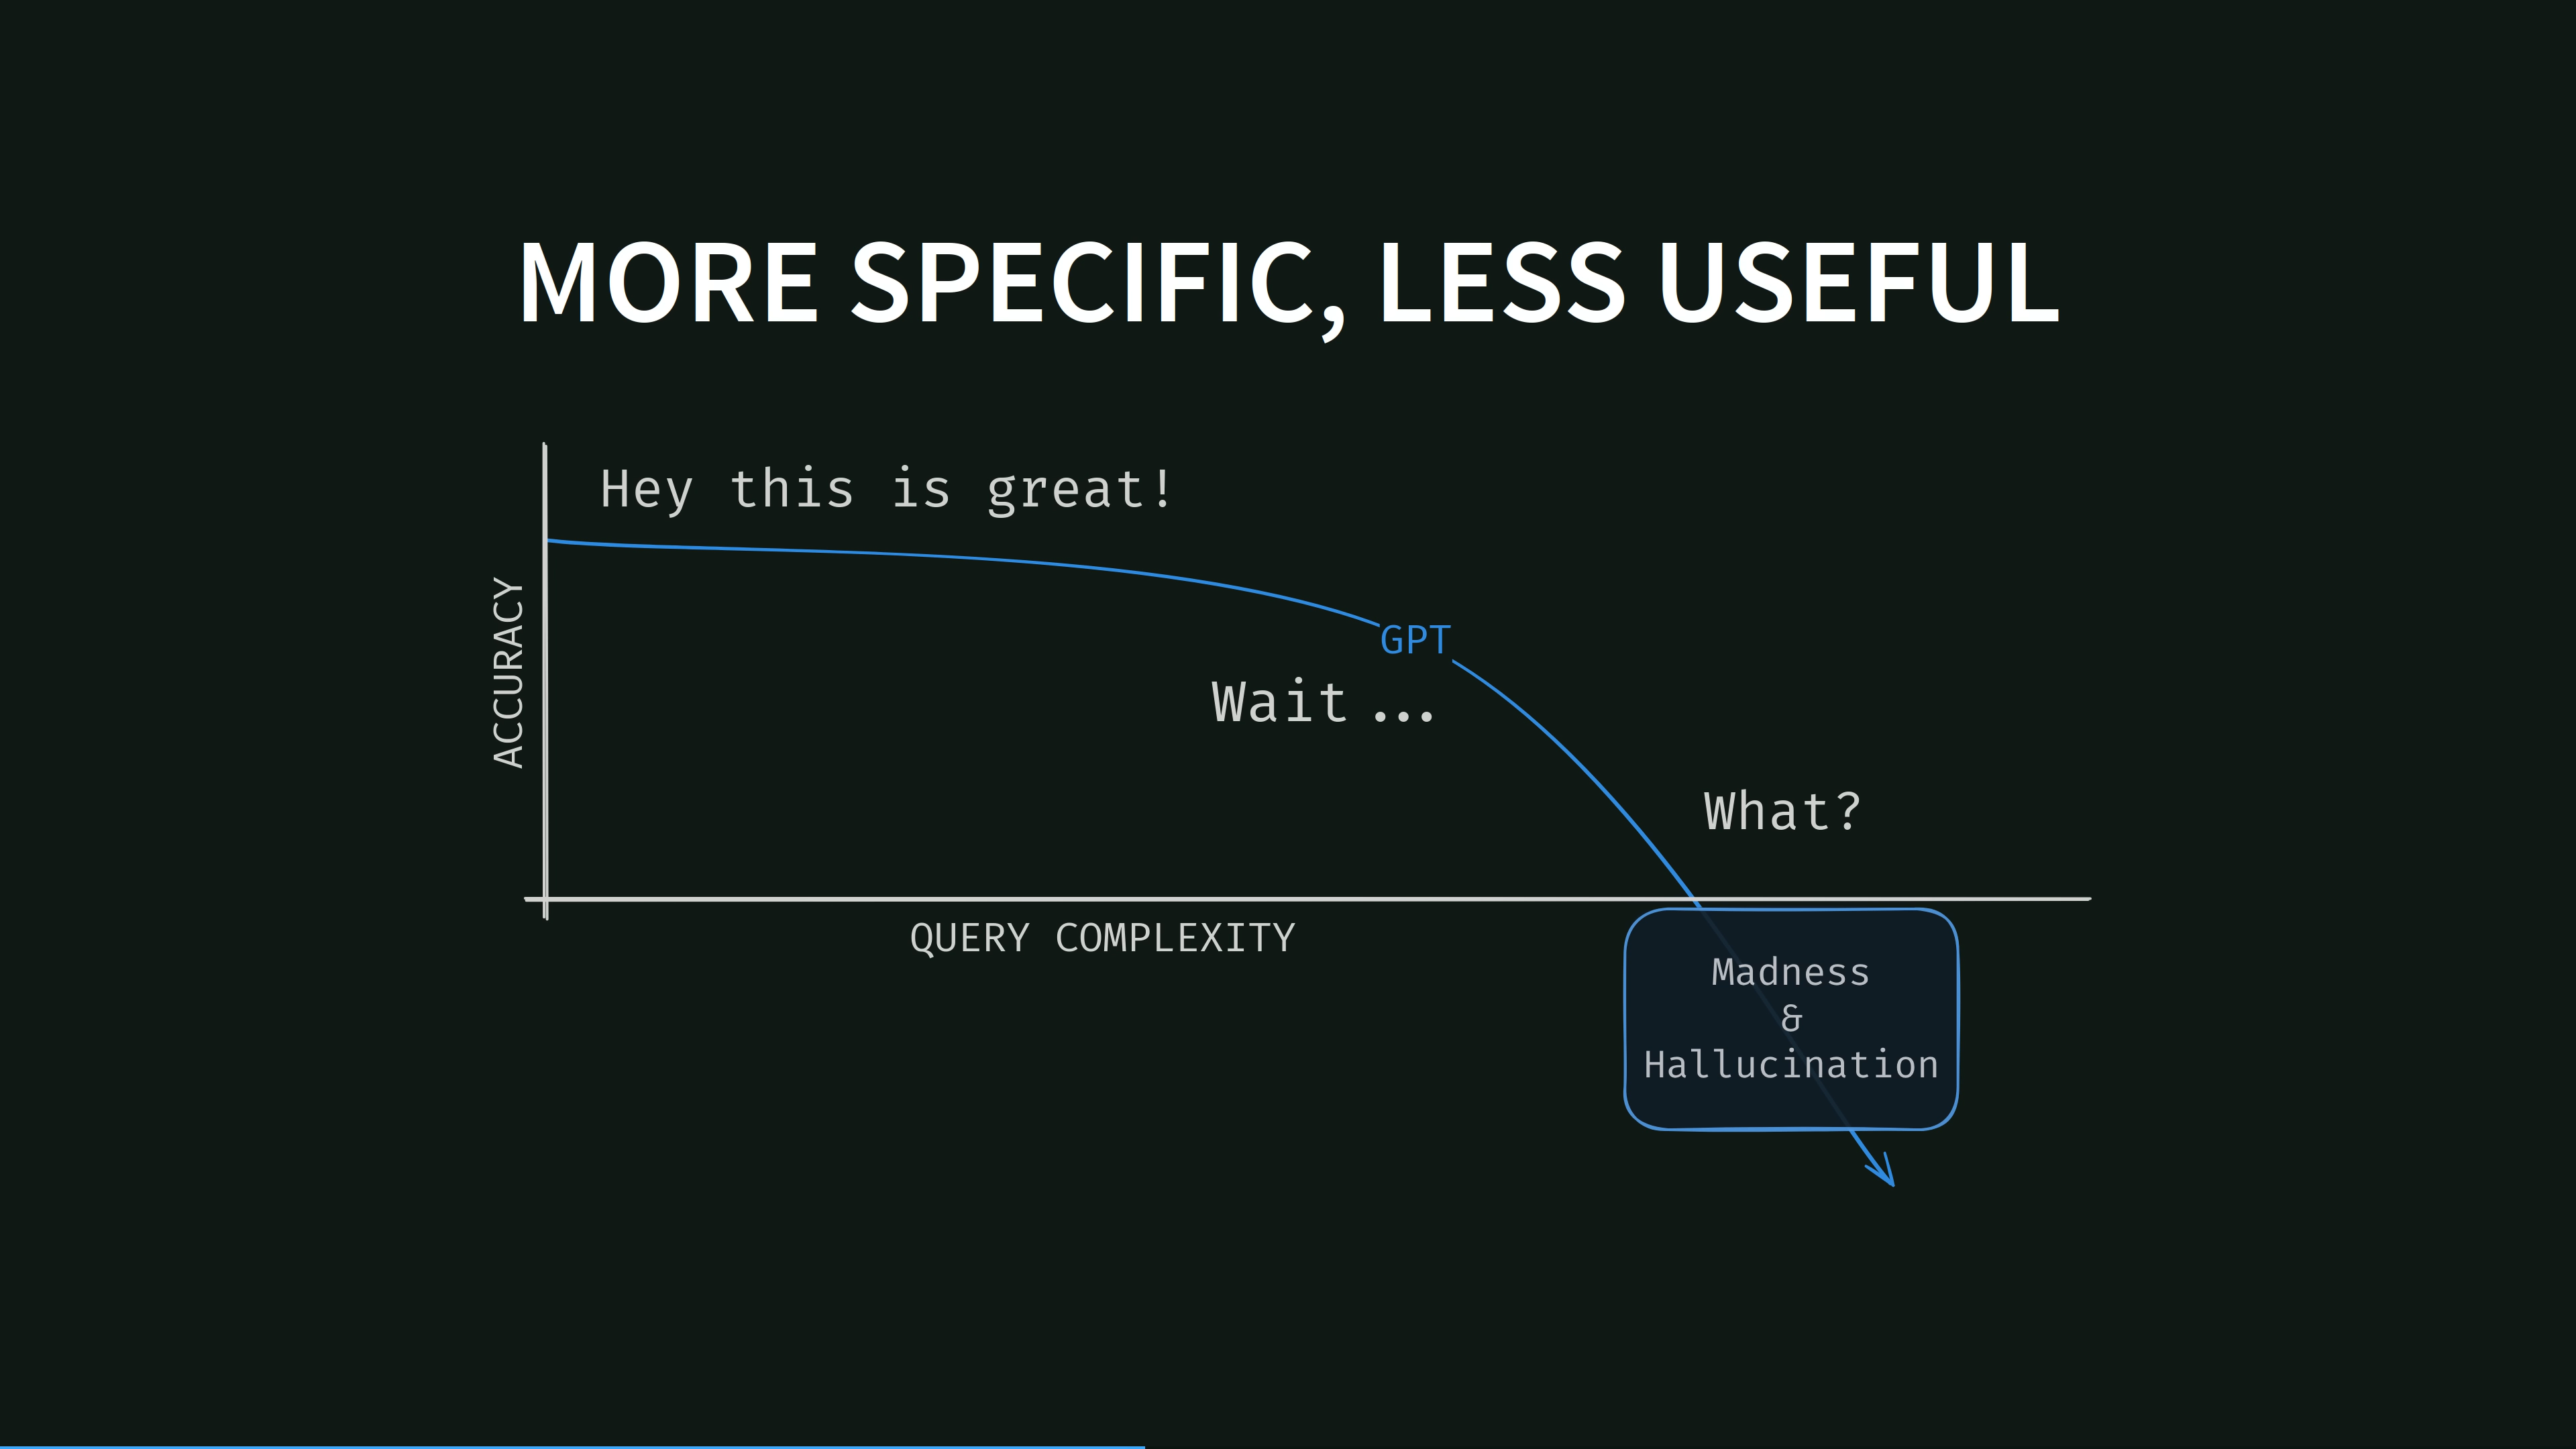 MORE SPECIFIC, LESS USEFUL
Hey this is great!
ACCURACY
GPT
Wait...
What?
QUERY COMPLEXITY
Madness
&
Hallucination